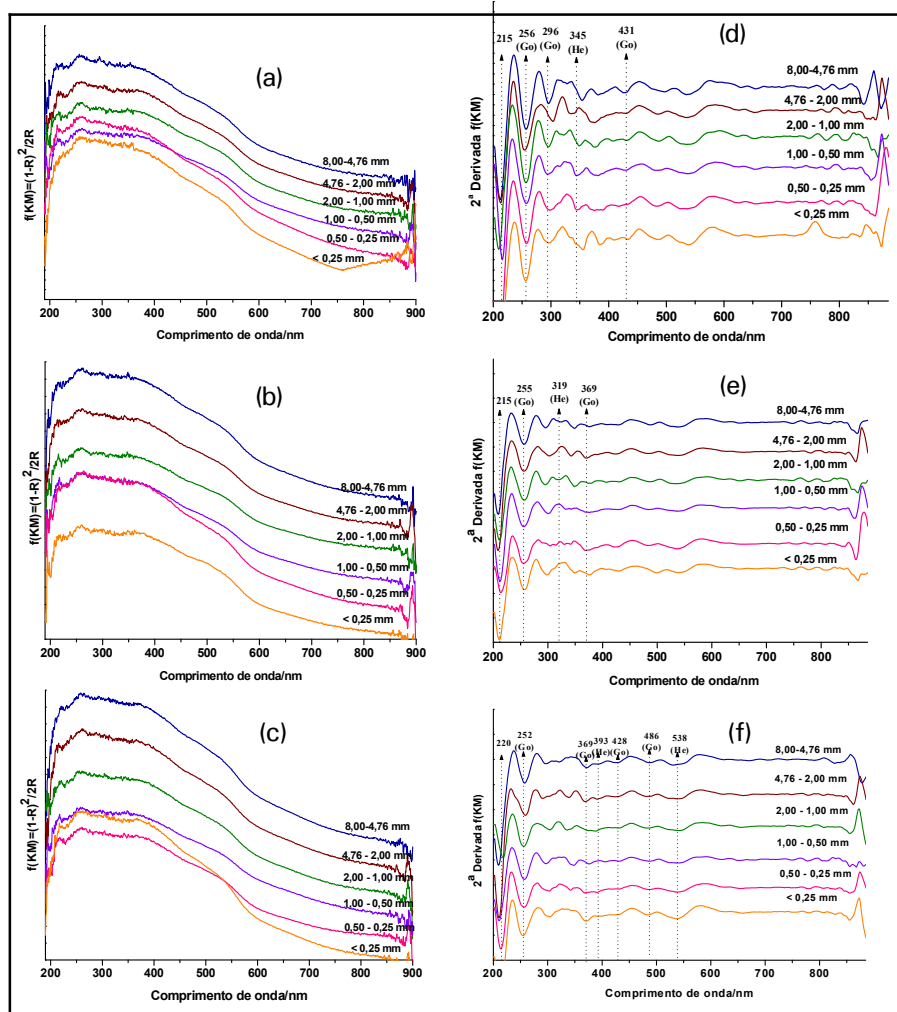 (a)
f(KM)=(1-R)²/2R
8,00-4,76 mm
4,76 - 2,00 mm
2,00 - 1,00 mm
1,00 - 0,50 mm
0,50 - 0,25 mm
< 0,25 mm
200 300 400 500 600 700 800 900
Comprimento de onda/nm
(d)
215 256 (Go) 296 (Go) 345 (He) 431 (Go)
2ª Derivada f(KM)
8,00-4,76 mm
4,76 - 2,00 mm
2,00 - 1,00 mm
1,00 - 0,50 mm
0,50 - 0,25 mm
< 0,25 mm
200 300 400 500 600 700 800
Comprimento de onda/nm
(b)
f(KM)=(1-R)²/2R
8,00-4,76 mm
4,76 - 2,00 mm
2,00 - 1,00 mm
1,00 - 0,50 mm
0,50 - 0,25 mm
< 0,25 mm
200 300 400 500 600 700 800 900
Comprimento de onda/nm
(e)
215 255 (Go) 319 (He) 369 (Go)
2ª Derivada f(KM)
8,00-4,76 mm
4,76 - 2,00 mm
2,00 - 1,00 mm
1,00 - 0,50 mm
0,50 - 0,25 mm
< 0,25 mm
200 300 400 500 600 700 800
Comprimento de onda/nm
(c)
f(KM)=(1-R)²/2R
8,00-4,76 mm
4,76 - 2,00 mm
2,00 - 1,00 mm
1,00 - 0,50 mm
0,50 - 0,25 mm
< 0,25 mm
200 300 400 500 600 700 800 900
Comprimento de onda/nm
(f)
220 252 (Go) 369 (Go) 393 (He) 428 (Go) 486 (Go) 538 (He)
2ª Derivada f(KM)
8,00-4,76 mm
4,76 - 2,00 mm
2,00 - 1,00 mm
1,00 - 0,50 mm
0,50 - 0,25 mm
< 0,25 mm
200 300 400 500 600 700 800
Comprimento de onda/nm